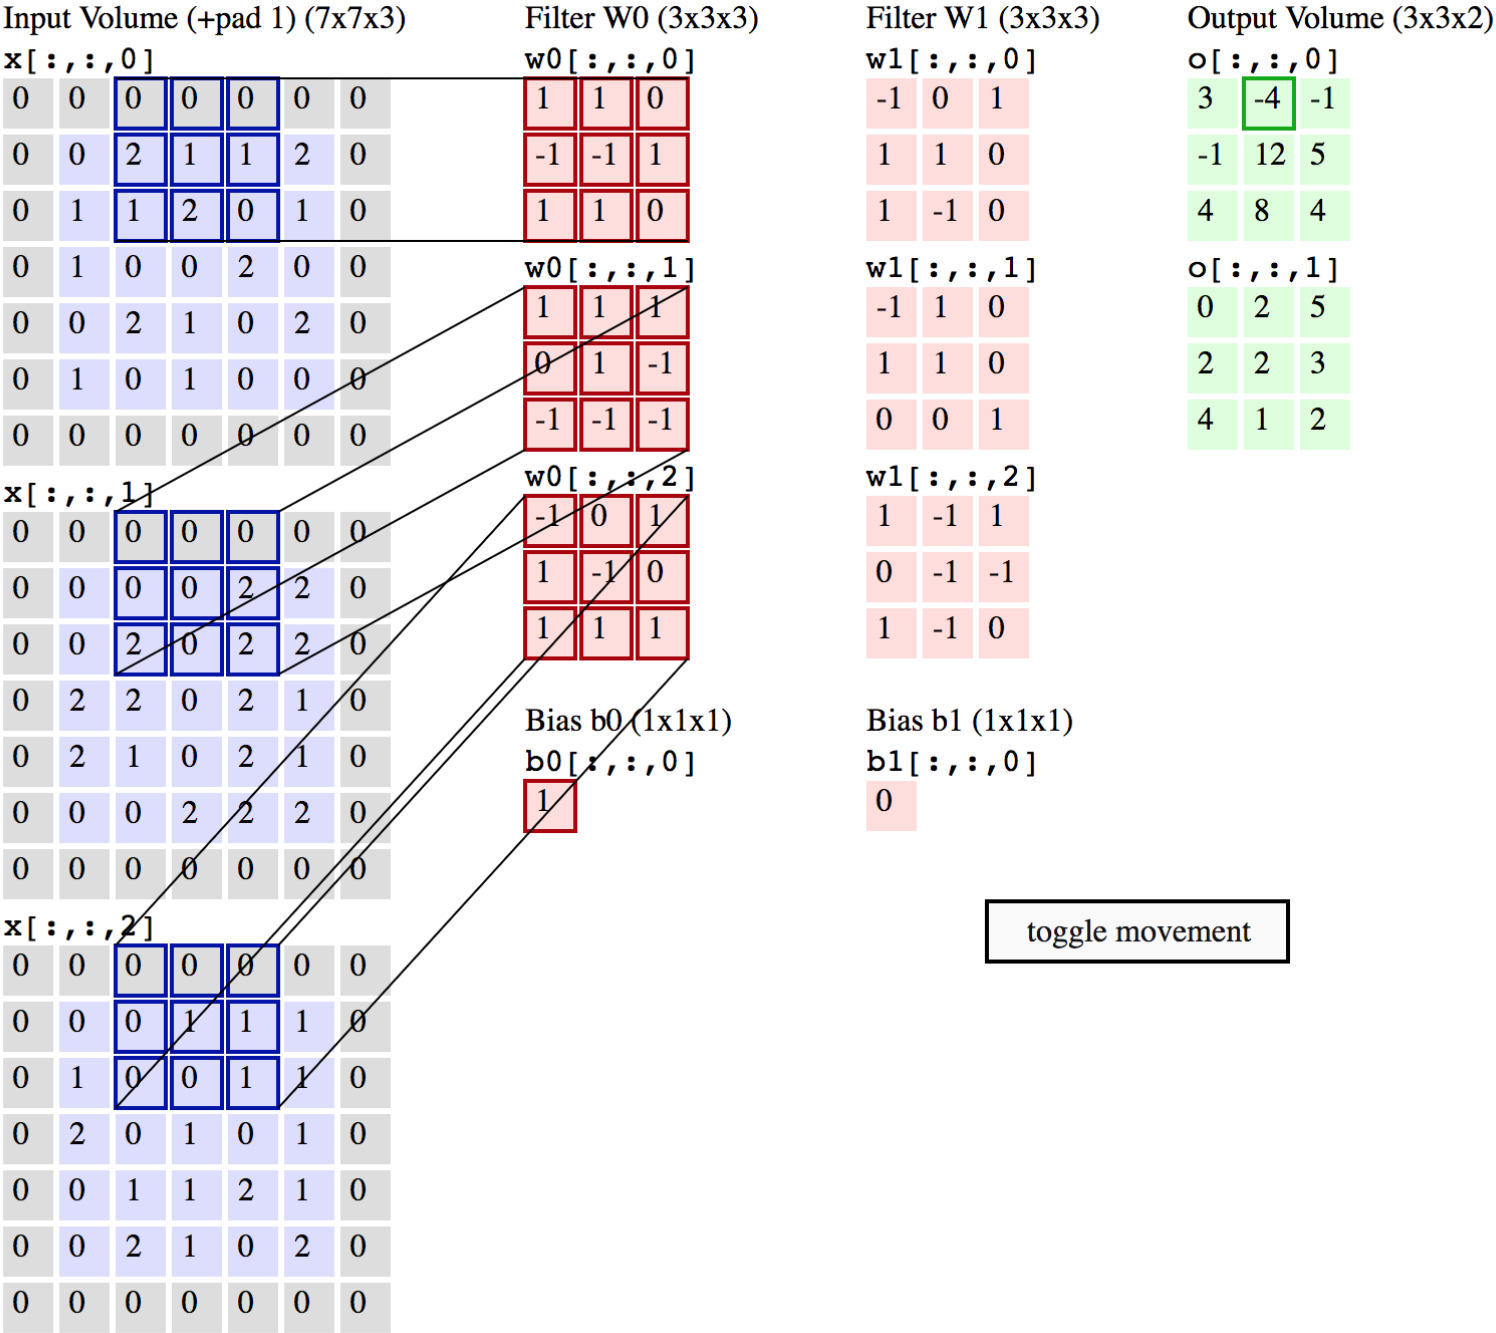 Input Volume (+pad 1) (7x7x3)
x[:,:,0]
0 0 0 0 0 0 0
0 0 2 1 1 2 0
0 1 1 2 0 1 0
0 1 0 0 2 0 0
0 0 2 1 0 2 0
0 1 0 1 0 0 0
0 0 0 0 0 0 0
x[:,:,1]
0 0 0 0 0 0 0
0 0 0 0 2 2 0
0 0 2 0 2 2 0
0 2 2 0 2 1 0
0 2 1 0 2 1 0
0 0 0 2 2 2 0
0 0 0 0 0 0 0
x[:,:,2]
0 0 0 0 0 0 0
0 0 0 1 1 1 0
0 1 0 0 1 1 0
0 2 0 1 0 1 0
0 0 1 1 2 1 0
0 0 2 1 0 2 0
0 0 0 0 0 0 0
Filter W0 (3x3x3)
w0[:,:,0]
1 1 0
-1 -1 1
1 1 0
w0[:,:,1]
1 1 1
0 1 -1
-1 -1 -1
w0[:,:,2]
-1 0 1
1 -1 0
1 1 1
Bias b0 (1x1x1)
b0[:,:,0]
1
Filter W1 (3x3x3)
w1[:,:,0]
-1 0 1
1 1 0
1 -1 0
w1[:,:,1]
-1 1 0
1 1 0
0 0 1
w1[:,:,2]
1 -1 1
0 -1 -1
1 -1 0
Bias b1 (1x1x1)
b1[:,:,0]
0
Output Volume (3x3x2)
o[:,:,0]
3 -4 -1
-1 12 5
4 8 4
o[:,:,1]
0 2 5
2 2 3
4 1 2
toggle movement